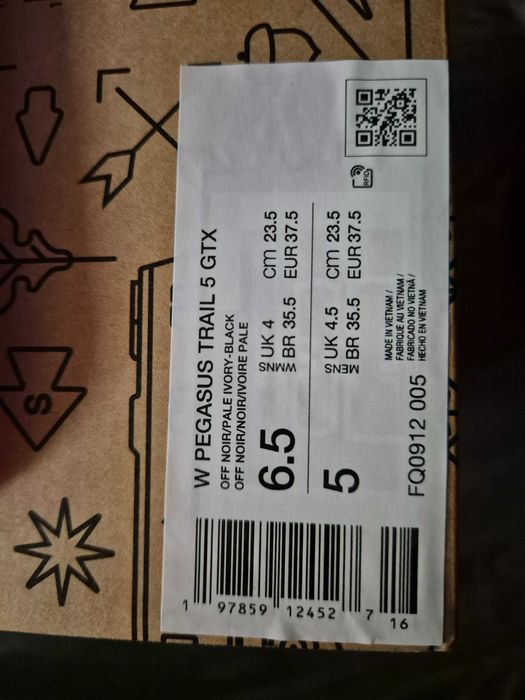 W PEGASUS TRAIL 5 GTX
OFF NOIR/PALE IVORY-BLACK
OFF NOIR/NOIR/IVOIRE PALE
6.5 WMNS UK 4 cm 23.5
BR 35.5 EUR 37.5
5 MENS UK 4.5 cm 23.5
BR 35.5 EUR 37.5
MADE IN VIETNAM /
FABRIQUE AU VIETNAM /
FABRICADO NO VIETNÃ /
HECHO EN VIETNAM
FQ0912 005
RFID
1 97859 12452 7 16
S